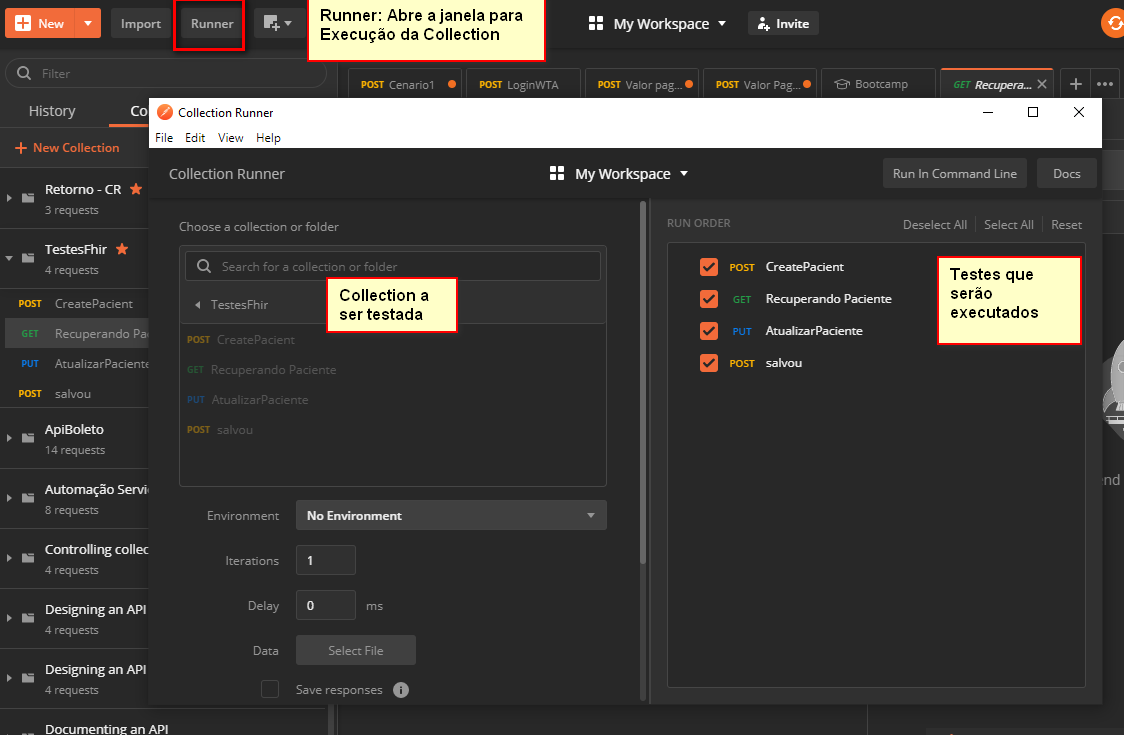 New
Import
Runner
Runner: Abre a janela para
Execução da Collection
My Workspace
Invite
Filter
POST Cenario1
POST LoginWTA
POST Valor pag...
POST Valor Pag...
Bootcamp
GET Recupera...
History
Co
New Collection
Retorno - CR
3 requests
TestesFhir
4 requests
POST CreatePacient
GET Recuperando Pa
PUT AtualizarPaciente
POST salvou
ApiBoleto
14 requests
Automação Servi
8 requests
Controlling collec
4 requests
Designing an API
4 requests
Designing an API
4 requests
Documenting an API
Collection Runner
File Edit View Help
Collection Runner
My Workspace
Run In Command Line
Docs
Choose a collection or folder
Search for a collection or folder
TestesFhir
Collection a
ser testada
POST CreatePacient
GET Recuperando Paciente
PUT AtualizarPaciente
POST salvou
Environment No Environment
Iterations 1
Delay 0 ms
Data Select File
Save responses
RUN ORDER
Deselect All Select All Reset
POST CreatePacient
GET Recuperando Paciente
PUT AtualizarPaciente
POST salvou
Testes que
serão
executados
end